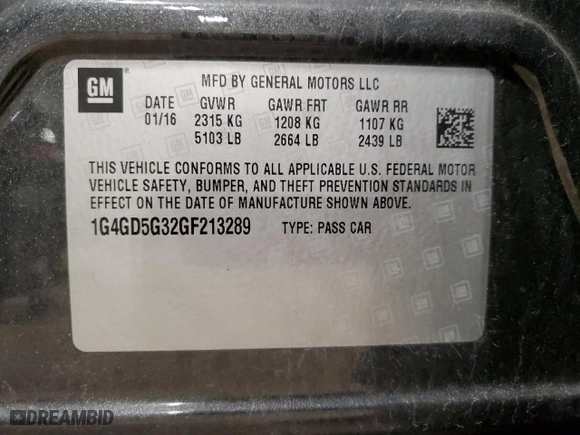 GM ®
MFD BY GENERAL MOTORS LLC
DATE GVWR GAWR FRT GAWR RR
01/16 2315 KG 1208 KG 1107 KG
5103 LB 2664 LB 2439 LB
THIS VEHICLE CONFORMS TO ALL APPLICABLE U.S. FEDERAL MOTOR
VEHICLE SAFETY, BUMPER, AND THEFT PREVENTION STANDARDS IN
EFFECT ON THE DATE OF MANUFACTURE SHOWN ABOVE.
1G4GD5G32GF213289 TYPE: PASS CAR
DREAMBID